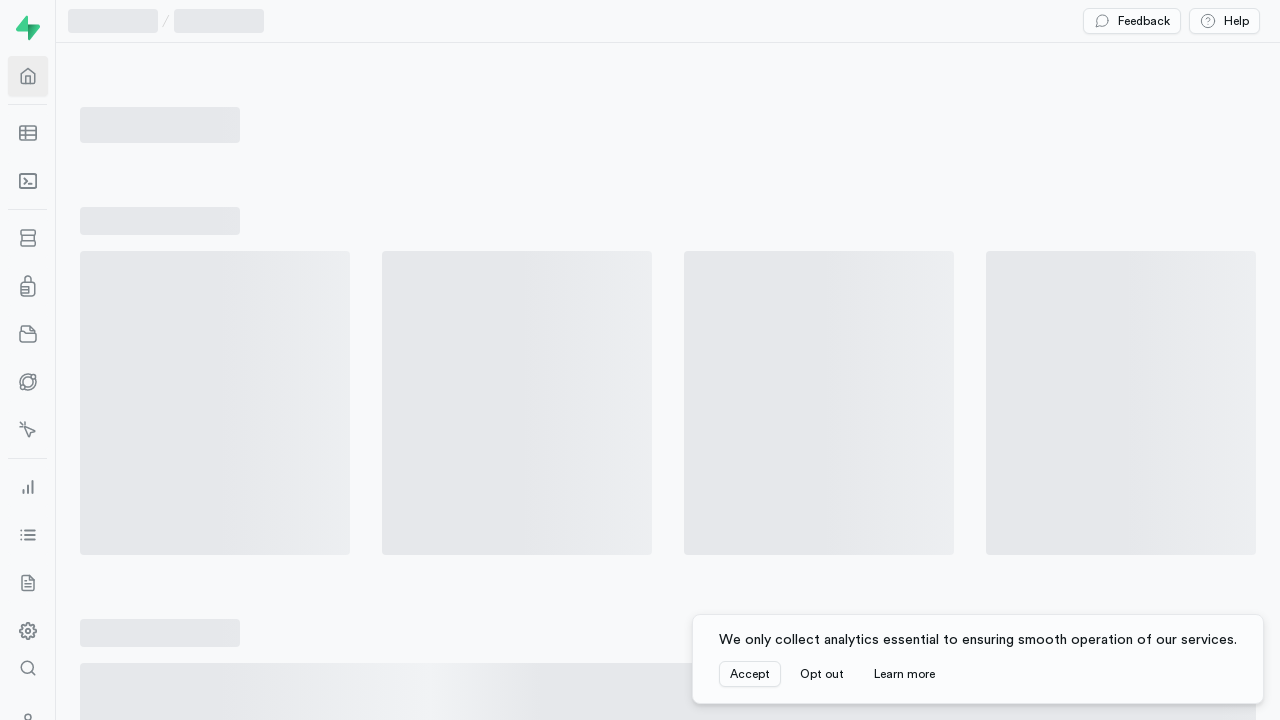 /
Feedback
Help
We only collect analytics essential to ensuring smooth operation of our services.
Accept
Opt out
Learn more